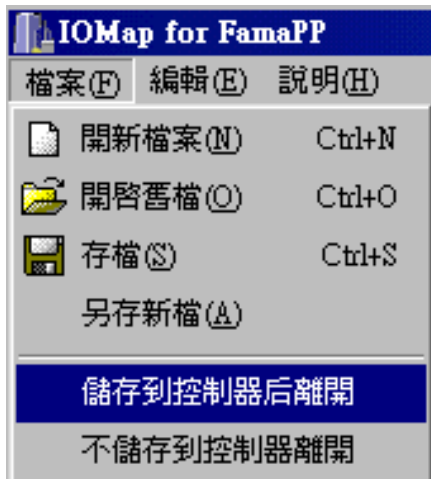 IOMap for FamaPP
檔案(F) 編輯(E) 說明(H)
開新檔案(N) Ctrl+N
開啓舊檔(O) Ctrl+O
存檔(S) Ctrl+S
另存新檔(A)
儲存到控制器后離開
不儲存到控制器離開